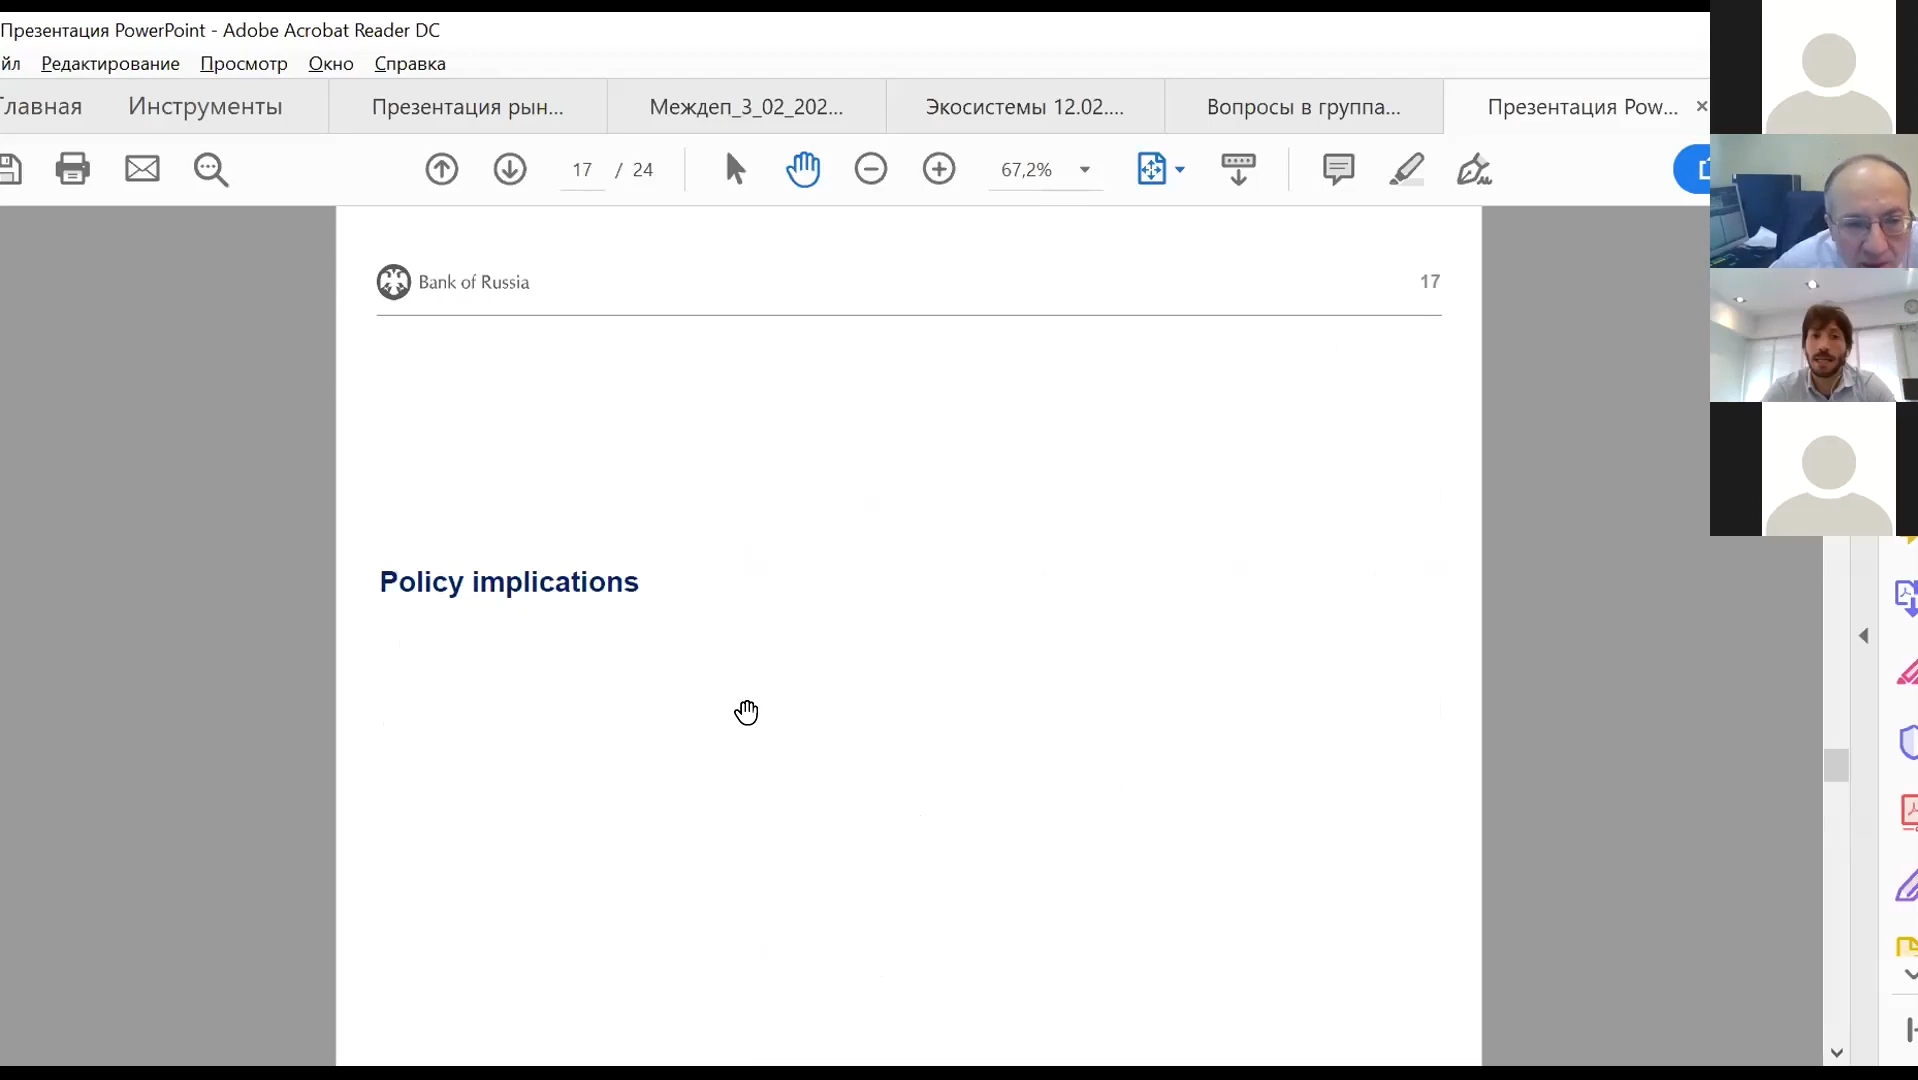 Презентация PowerPoint - Adobe Acrobat Reader DC
йл Редактирование Просмотр Окно Справка
Главная Инструменты Презентация рын... Междеп_3_02_202... Экосистемы 12.02.... Вопросы в группа... Презентация Pow...
17 / 24 67,2%
Bank of Russia 17
Policy implications